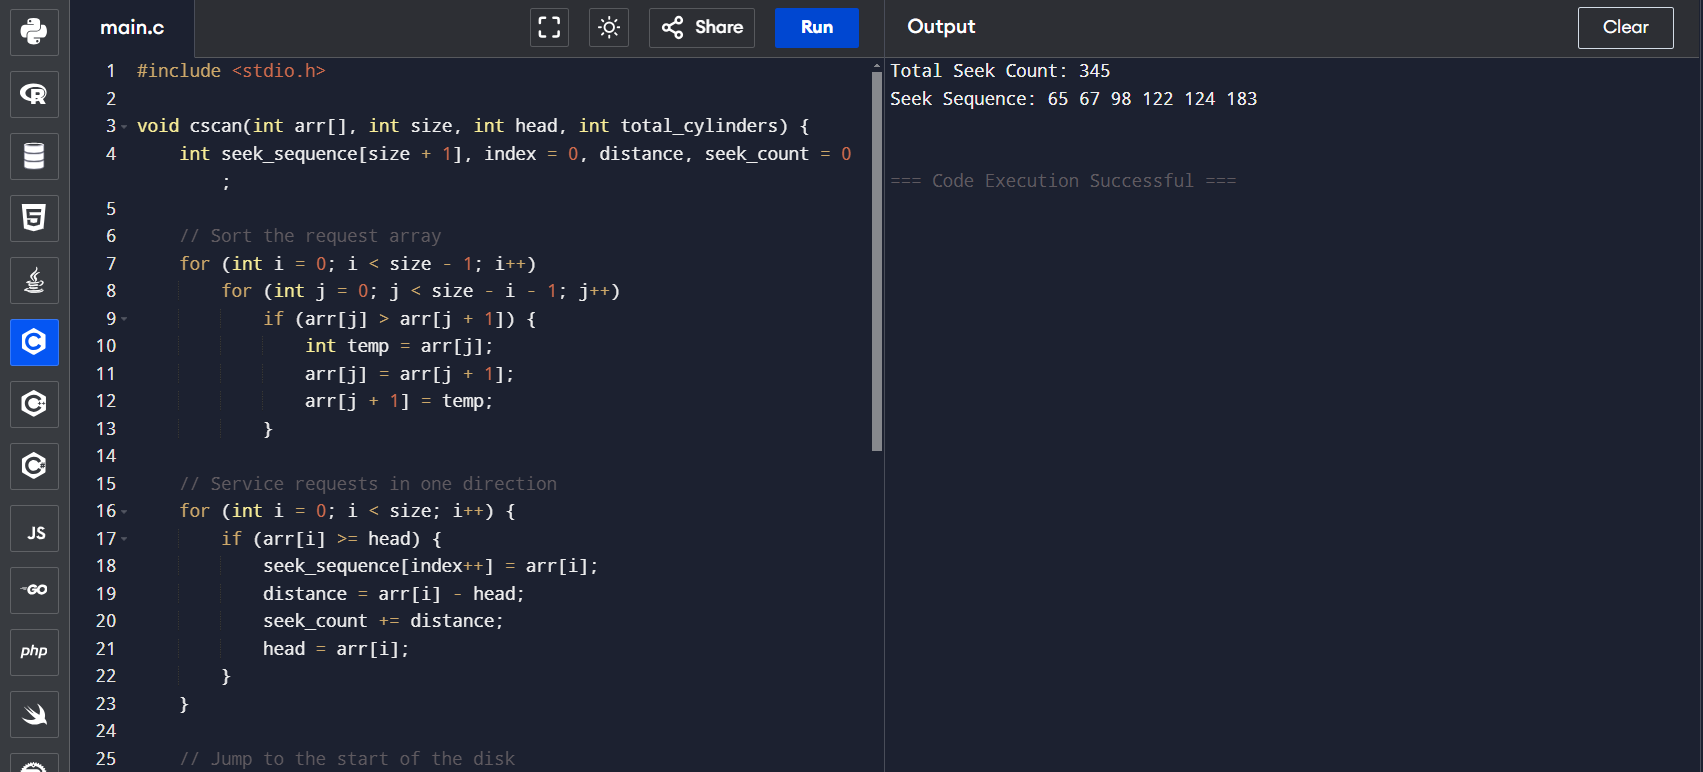 main.c
Share
Run
Output
Clear
1 #include <stdio.h>
2
3 void cscan(int arr[], int size, int head, int total_cylinders) {
4 int seek_sequence[size + 1], index = 0, distance, seek_count = 0
;
5
6 // Sort the request array
7 for (int i = 0; i < size - 1; i++)
8 for (int j = 0; j < size - i - 1; j++)
9 if (arr[j] > arr[j + 1]) {
10 int temp = arr[j];
11 arr[j] = arr[j + 1];
12 arr[j + 1] = temp;
13 }
14
15 // Service requests in one direction
16 for (int i = 0; i < size; i++) {
17 if (arr[i] >= head) {
18 seek_sequence[index++] = arr[i];
19 distance = arr[i] - head;
20 seek_count += distance;
21 head = arr[i];
22 }
23 }
24
25 // Jump to the start of the disk
Total Seek Count: 345
Seek Sequence: 65 67 98 122 124 183
=== Code Execution Successful ===
R
5
C
C
C
JS
GO
php